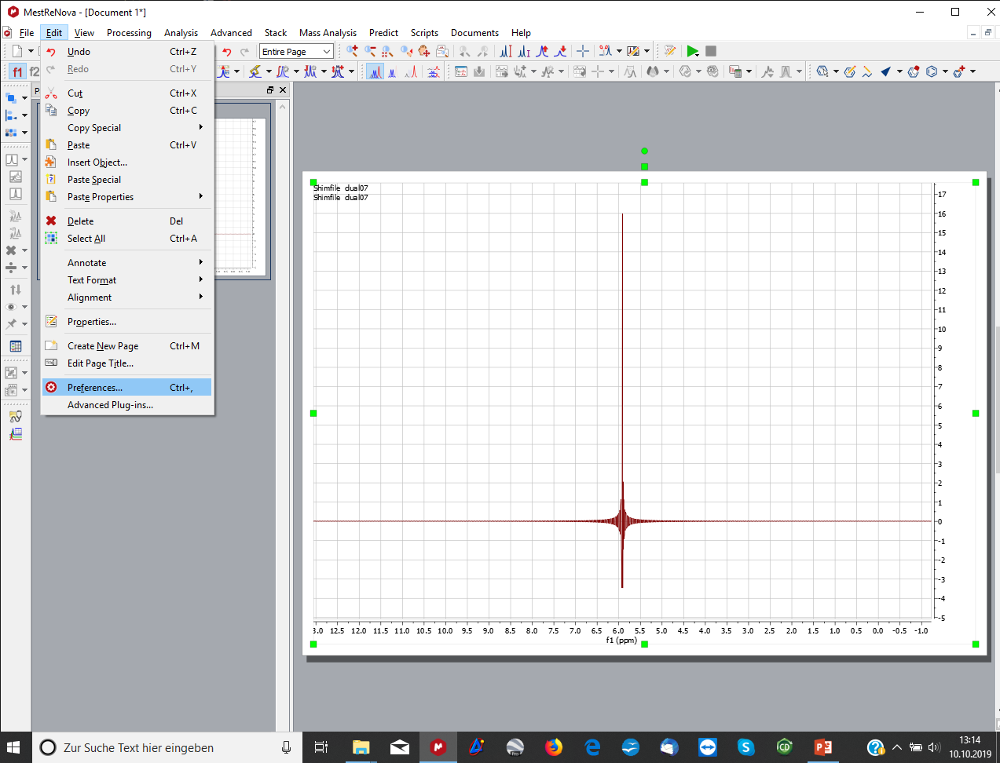 MestReNova - [Document 1*]
File Edit View Processing Analysis Advanced Stack Mass Analysis Predict Scripts Documents Help
Undo Ctrl+Z
Entire Page
Redo Ctrl+Y
f1 f2
Cut Ctrl+X
P
Copy Ctrl+C
Copy Special
Paste Ctrl+V
Insert Object...
Paste Special
Paste Properties
Delete Del
Select All Ctrl+A
Annotate
Text Format
Alignment
Properties...
Create New Page Ctrl+M
Edit Page Title...
Preferences... Ctrl+,
Advanced Plug-ins...
Shimfile dual07
Shimfile dual07
17
16
15
14
13
12
11
10
9
8
7
6
5
4
3
2
1
0
-1
-2
-3
-4
-5
3.0 12.5 12.0 11.5 11.0 10.5 10.0 9.5 9.0 8.5 8.0 7.5 7.0 6.5 6.0 5.5 5.0 4.5 4.0 3.5 3.0 2.5 2.0 1.5 1.0 0.5 0.0 -0.5 -1.0
f1 (ppm)
Zur Suche Text hier eingeben
13:14
10.10.2019